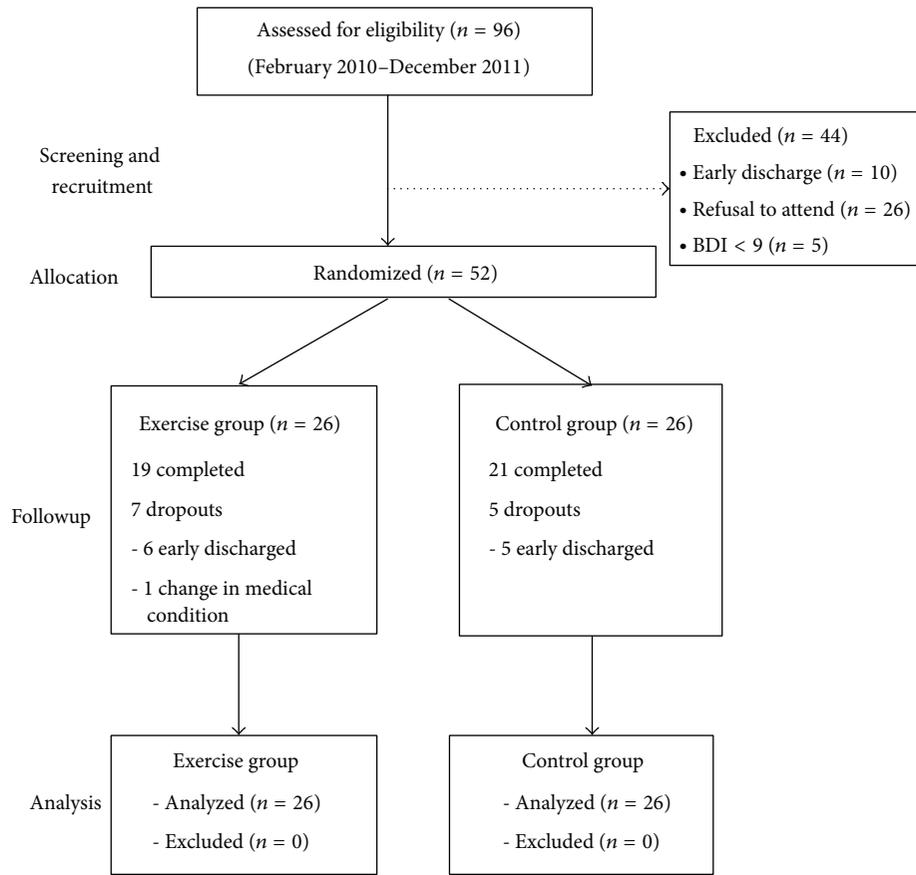 Assessed for eligibility (n = 96)
(February 2010–December 2011)
Screening and
recruitment
Excluded (n = 44)
• Early discharge (n = 10)
• Refusal to attend (n = 26)
• BDI < 9 (n = 5)
Allocation
Randomized (n = 52)
Followup
Exercise group (n = 26)
19 completed
7 dropouts
- 6 early discharged
- 1 change in medical
condition
Control group (n = 26)
21 completed
5 dropouts
- 5 early discharged
Analysis
Exercise group
- Analyzed (n = 26)
- Excluded (n = 0)
Control group
- Analyzed (n = 26)
- Excluded (n = 0)